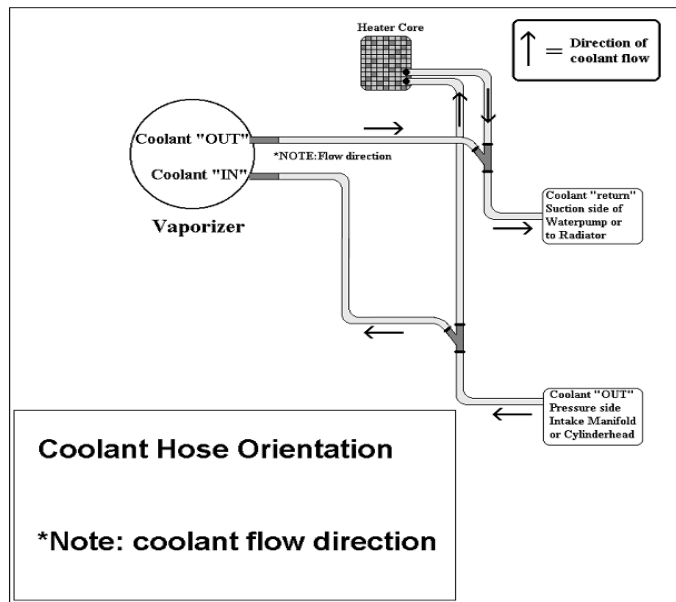 Heater Core
= Direction of
coolant flow
Coolant "OUT"
*NOTE:Flow direction
Coolant "IN"
Vaporizer
Coolant "return"
Suction side of
Waterpump or
to Radiator
Coolant "OUT"
Pressure side
Intake Manifold
or Cylinderhead
Coolant Hose Orientation
*Note: coolant flow direction